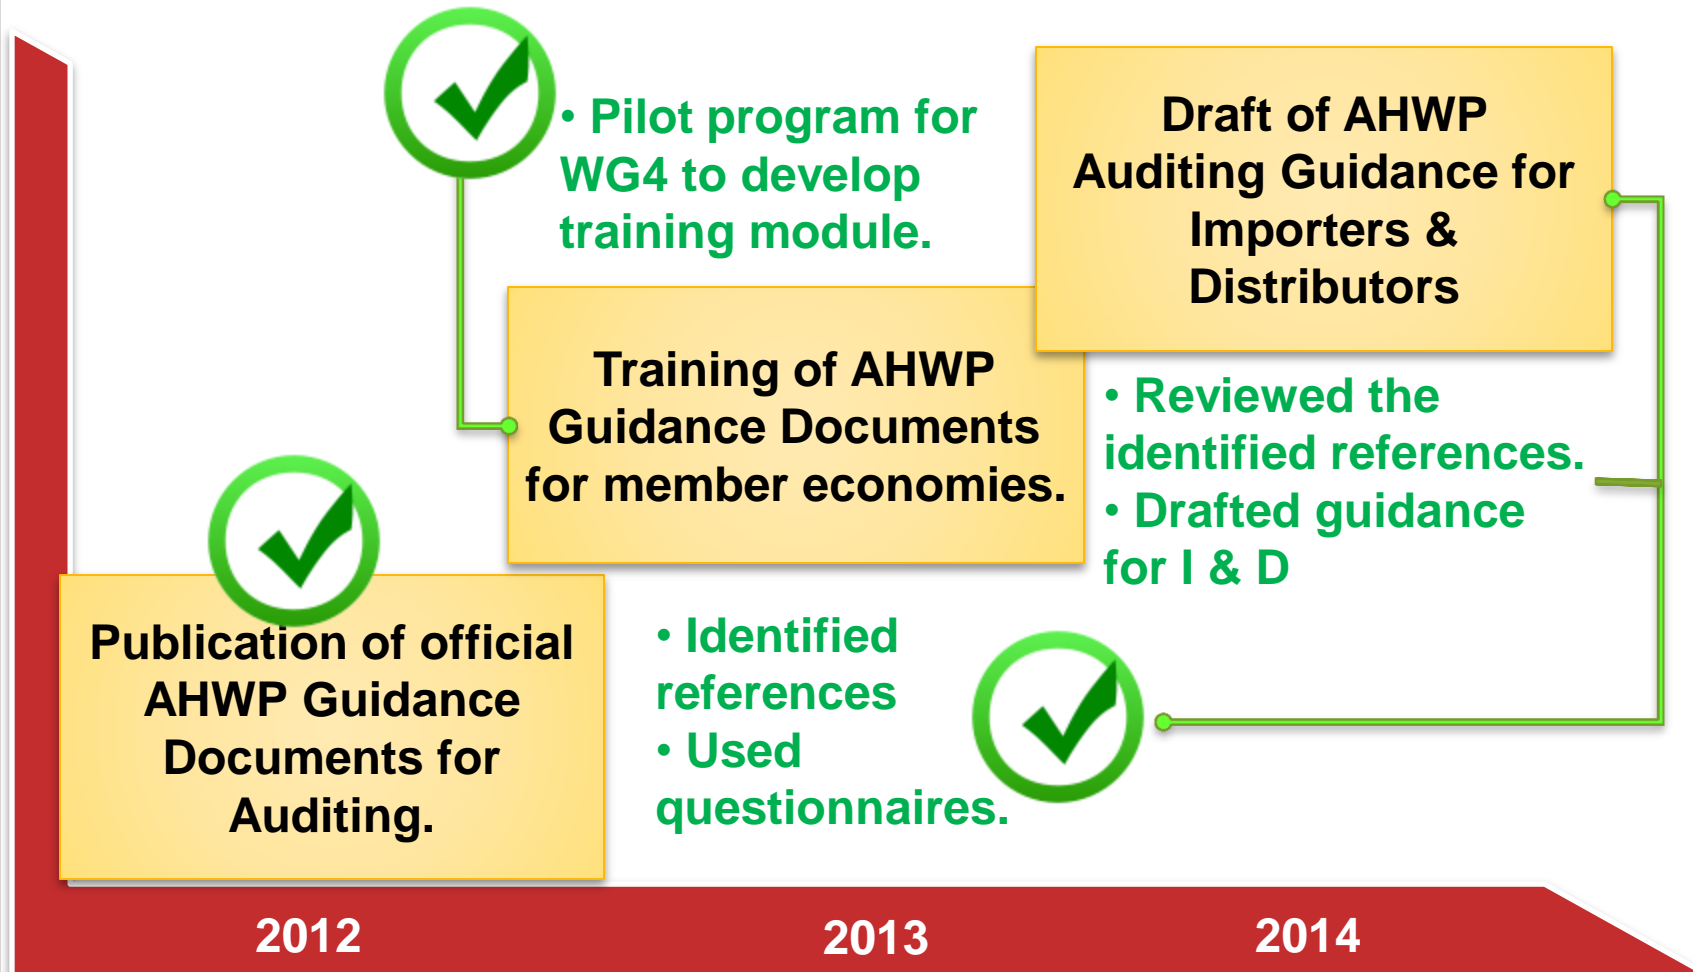 • Pilot program for
WG4 to develop
training module.
Draft of AHWP
Auditing Guidance for
Importers &
Distributors
Training of AHWP
Guidance Documents
for member economies.
• Reviewed the
identified references.
• Drafted guidance
for I & D
Publication of official
AHWP Guidance
Documents for
Auditing.
• Identified
references
• Used
questionnaires.
2012
2013
2014